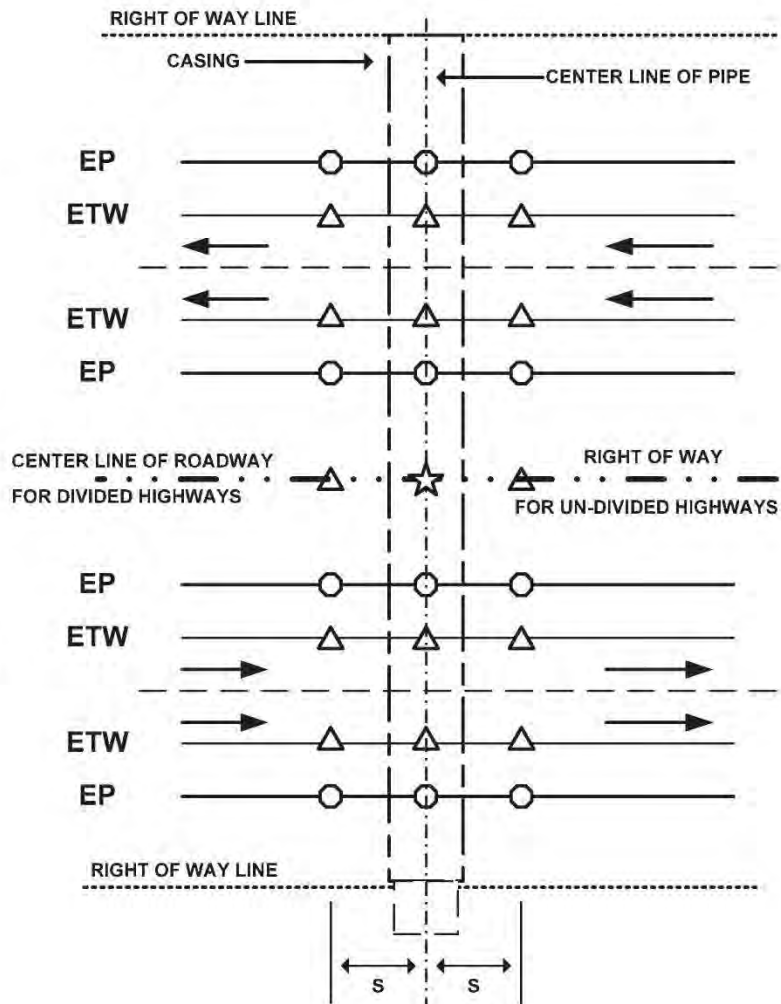 RIGHT OF WAY LINE
CASING
CENTER LINE OF PIPE
EP
ETW
ETW
EP
CENTER LINE OF ROADWAY
FOR DIVIDED HIGHWAYS
RIGHT OF WAY
FOR UN-DIVIDED HIGHWAYS
EP
ETW
ETW
EP
RIGHT OF WAY LINE
S
S